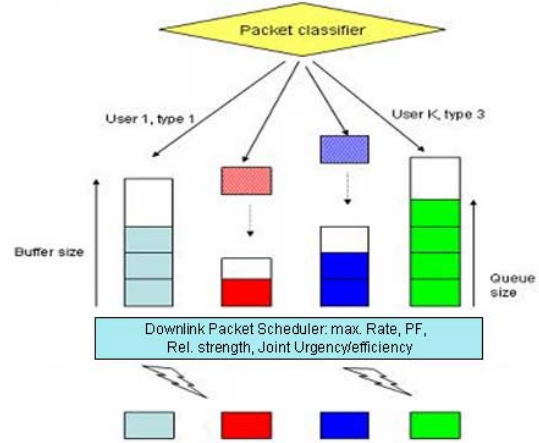 Packet classifier
User 1, type 1
User K, type 3
Buffer size
Queue
size
Downlink Packet Scheduler: max. Rate, PF,
Rel. strength, Joint Urgency/efficiency